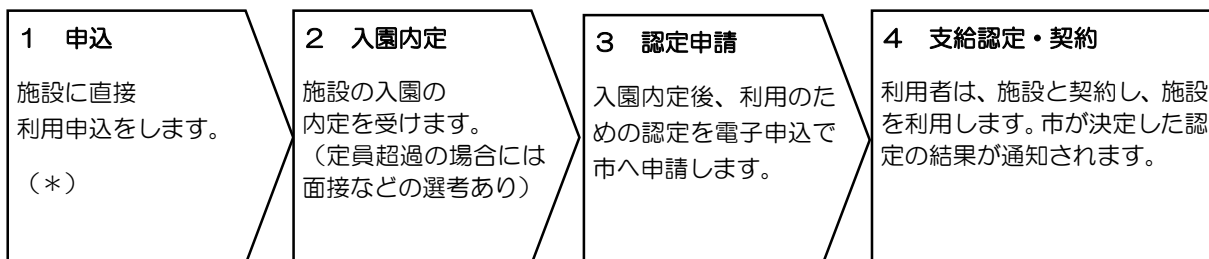 １　申込
施設に直接
利用申込をします。
（＊）
２　入園内定
施設の入園の
内定を受けます。
（定員超過の場合には
面接などの選考あり）
３　認定申請
入園内定後、利用のた
めの認定を電子申込で
市へ申請します。
４　支給認定・契約
利用者は、施設と契約し、施設
を利用します。市が決定した認
定の結果が通知されます。